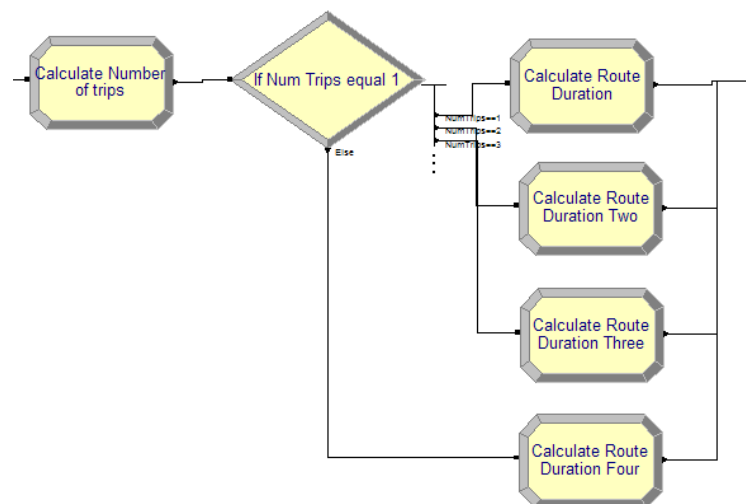 Calculate Number
of trips
If Num Trips equal 1
NumTrips==1
NumTrips==2
NumTrips==3
Else
Calculate Route
Duration
Calculate Route
Duration Two
Calculate Route
Duration Three
Calculate Route
Duration Four